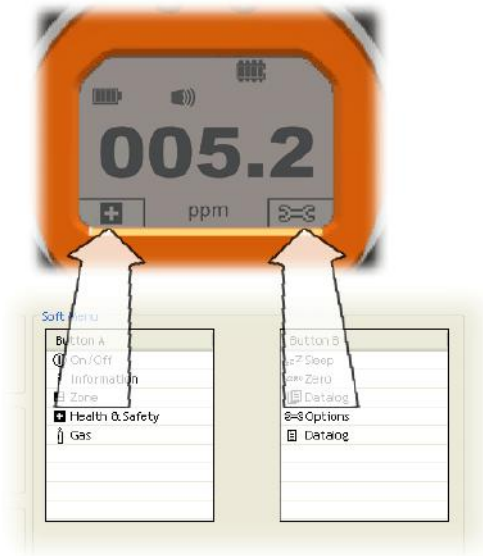 005.2
ppm
Soft menu
Button A
On/Off
Information
Zone
Health & Safety
Gas
Button B
Sleep
Zero
Datalog
Options
Datalog